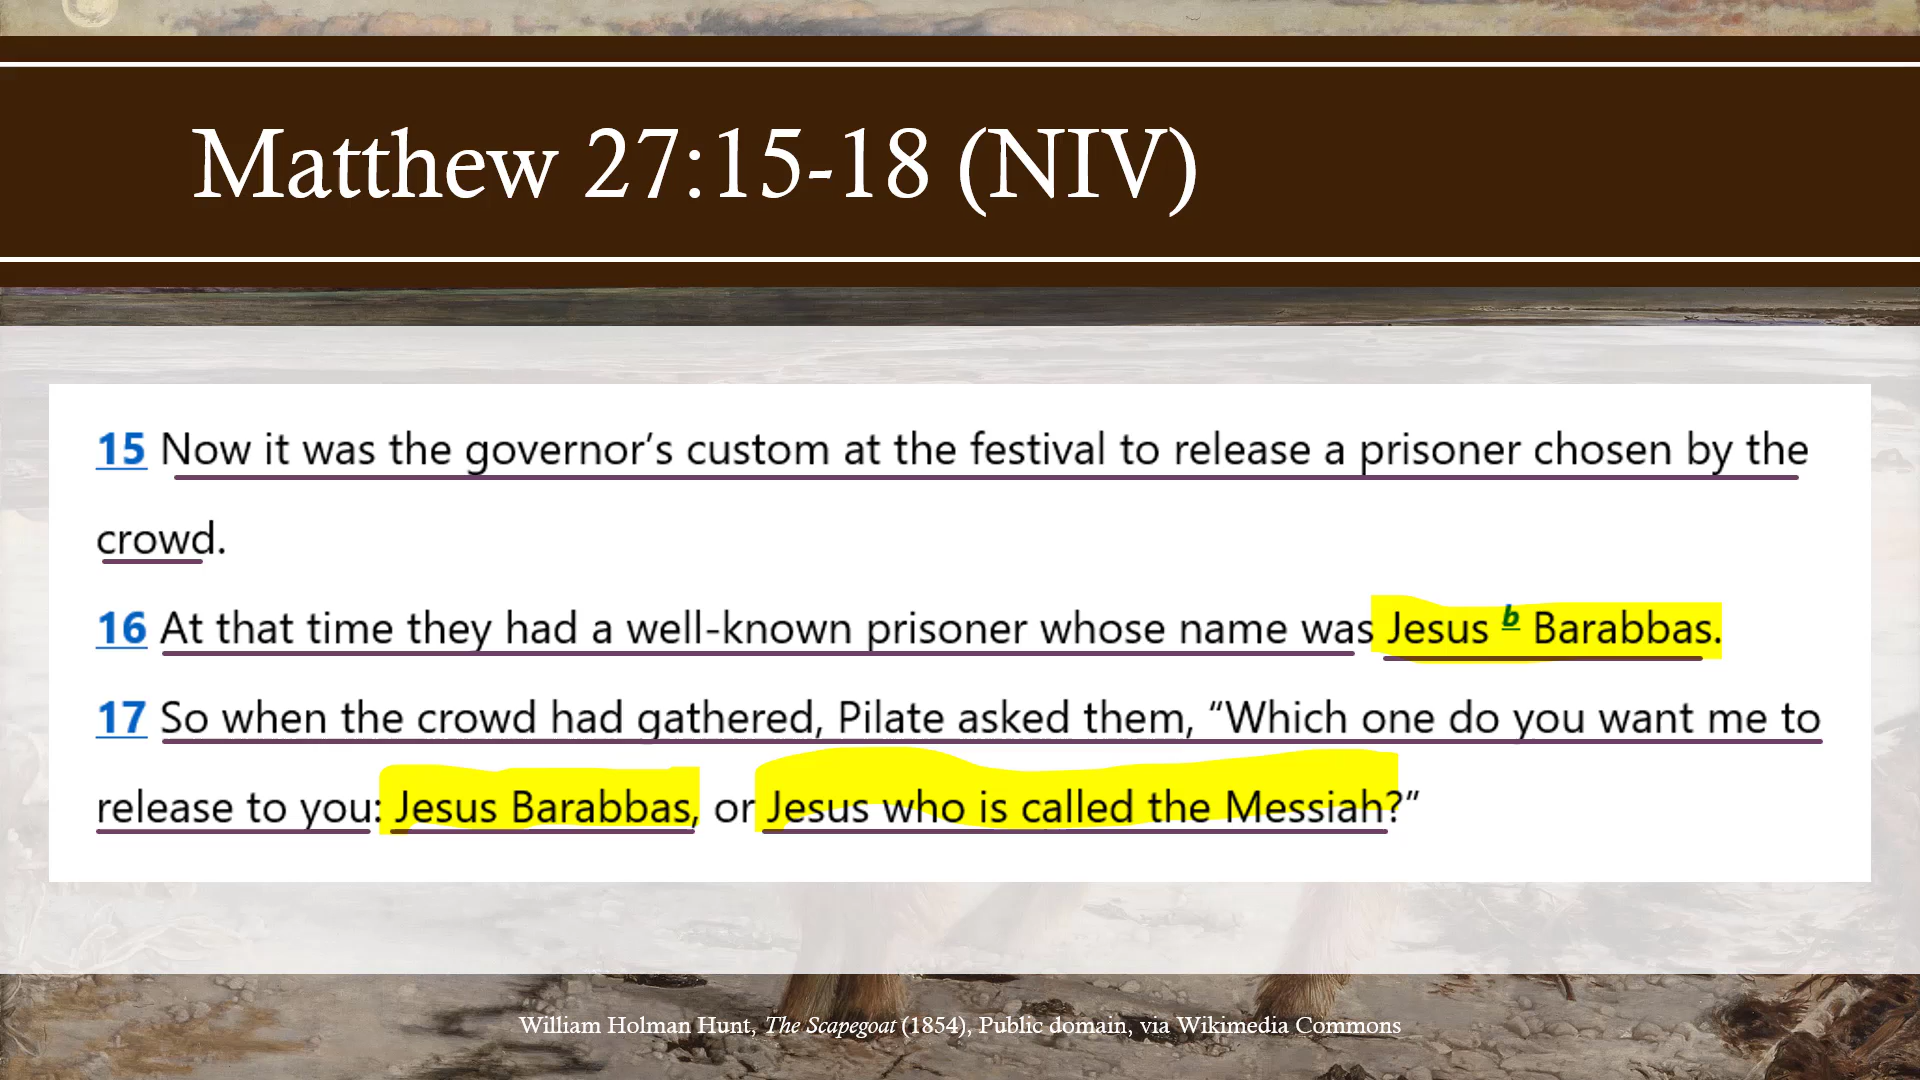 Matthew 27:15-18 (NIV)
15 Now it was the governor’s custom at the festival to release a prisoner chosen by the
crowd.
16 At that time they had a well-known prisoner whose name was Jesus b Barabbas.
17 So when the crowd had gathered, Pilate asked them, “Which one do you want me to
release to you: Jesus Barabbas, or Jesus who is called the Messiah?”
William Holman Hunt, The Scapegoat (1854), Public domain, via Wikimedia Commons